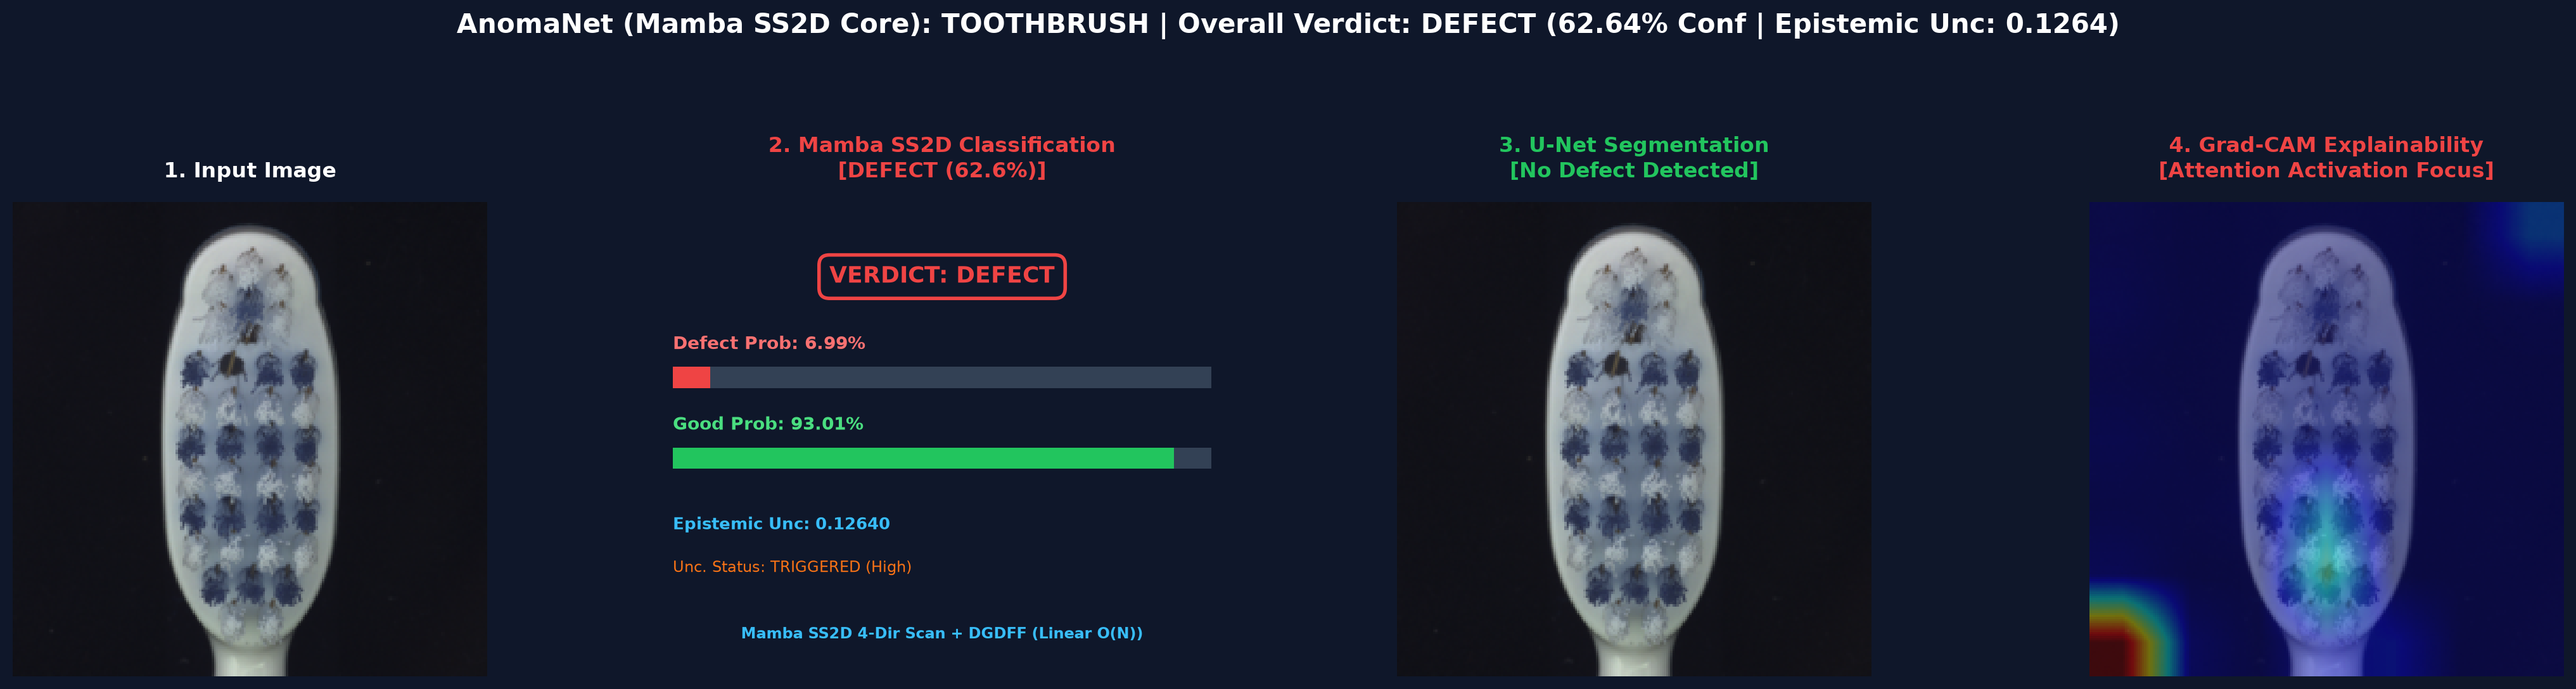 AnomaNet (Mamba SS2D Core): TOOTHBRUSH | Overall Verdict: DEFECT (62.64% Conf | Epistemic Unc: 0.1264)
1. Input Image
2. Mamba SS2D Classification
[DEFECT (62.6%)]
VERDICT: DEFECT
Defect Prob: 6.99%
Good Prob: 93.01%
Epistemic Unc: 0.12640
Unc. Status: TRIGGERED (High)
Mamba SS2D 4-Dir Scan + DGDFF (Linear O(N))
3. U-Net Segmentation
[No Defect Detected]
4. Grad-CAM Explainability
[Attention Activation Focus]